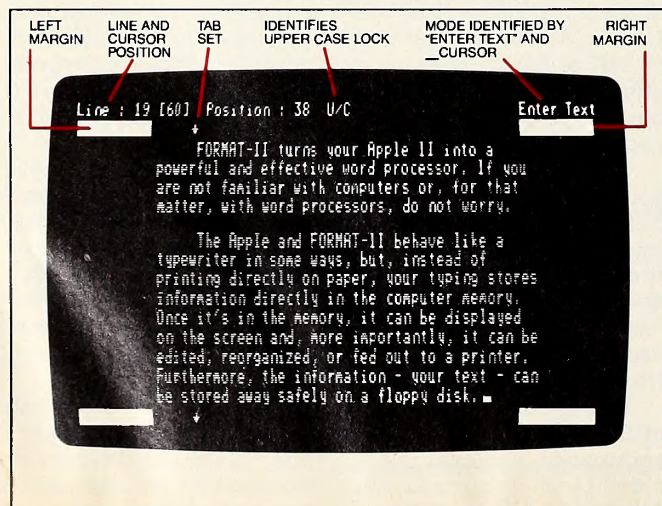 LEFT MARGIN
LINE AND CURSOR POSITION
TAB SET
IDENTIFIES UPPER CASE LOCK
MODE IDENTIFIED BY "ENTER TEXT" AND __CURSOR
RIGHT MARGIN
Line : 19 [60] Position : 38 U/C Enter Text
FORMAT-II turns your Apple II into a
powerful and effective word processor. If you
are not familiar with computers or, for that
matter, with word processors, do not worry.
The Apple and FORMAT-II behave like a
typewriter in some ways, but, instead of
printing directly on paper, your typing stores
information directly in the computer memory.
Once it's in the memory, it can be displayed
on the screen and, more importantly, it can be
edited, reorganized, or fed out to a printer.
Furthermore, the information - your text - can
be stored away safely on a floppy disk.